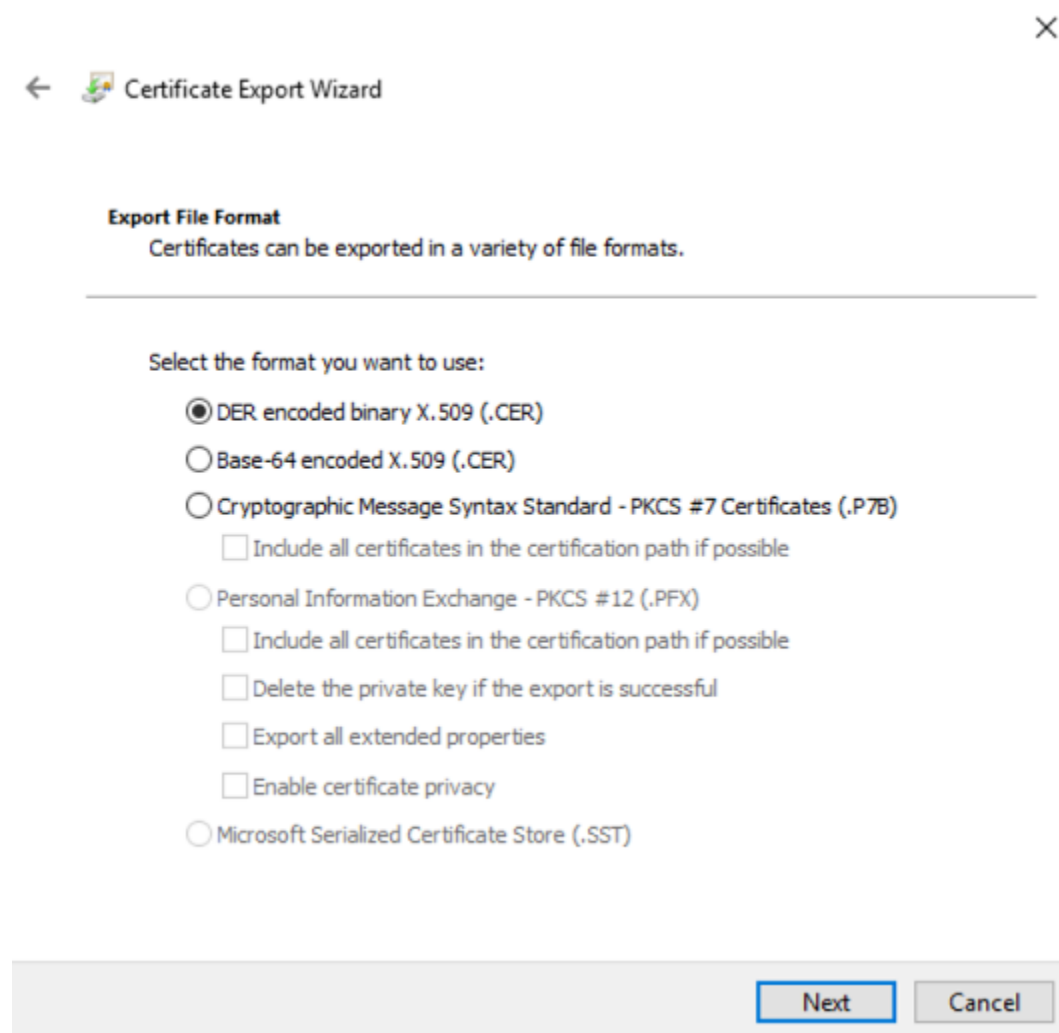 Certificate Export Wizard
Export File Format
Certificates can be exported in a variety of file formats.
Select the format you want to use:
DER encoded binary X.509 (.CER)
Base-64 encoded X.509 (.CER)
Cryptographic Message Syntax Standard - PKCS #7 Certificates (.P7B)
Include all certificates in the certification path if possible
Personal Information Exchange - PKCS #12 (.PFX)
Include all certificates in the certification path if possible
Delete the private key if the export is successful
Export all extended properties
Enable certificate privacy
Microsoft Serialized Certificate Store (.SST)
Next Cancel